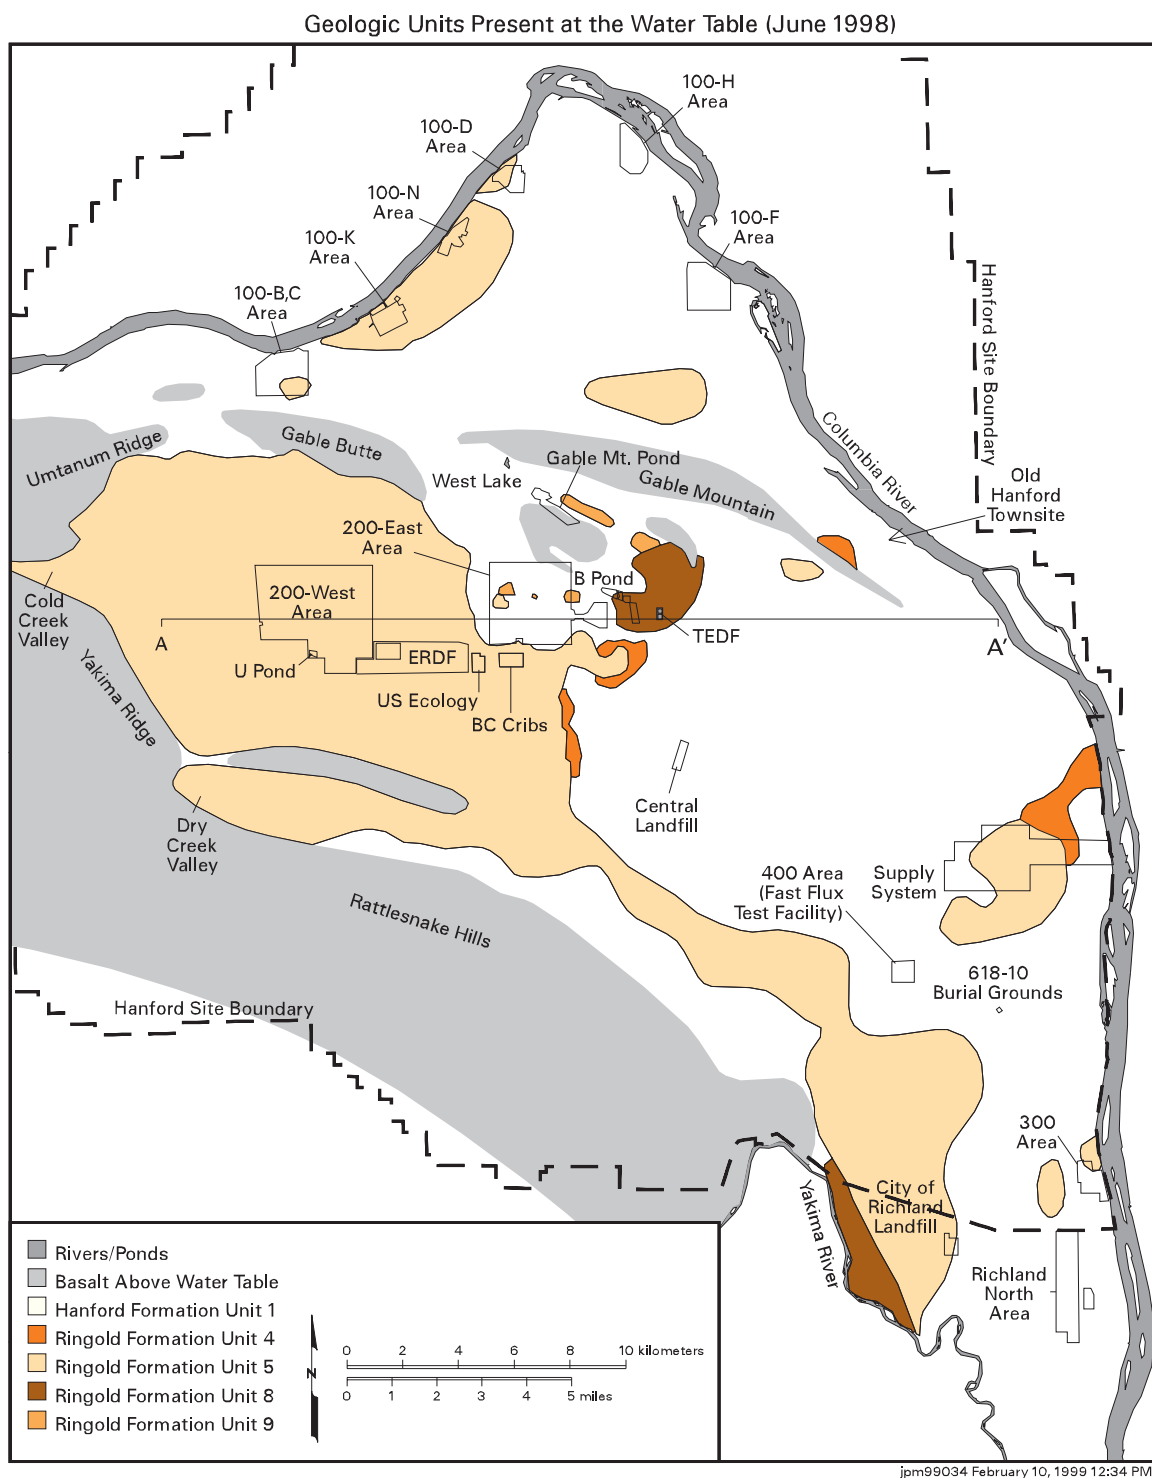 Geologic Units Present at the Water Table (June 1998)
100-H
Area
100-D
Area
100-N
Area
100-F
Area
100-K
Area
100-B,C
Area
Hanford Site Boundary
Columbia River
Umtanum Ridge
Gable Butte
West Lake
Gable Mt. Pond
Gable Mountain
Old
Hanford
Townsite
200-East
Area
B Pond
200-West
Area
Cold
Creek
Valley
A
A'
TEDF
U Pond
ERDF
US Ecology
BC Cribs
Yakima Ridge
Central
Landfill
Dry
Creek
Valley
400 Area
(Fast Flux
Test Facility)
Supply
System
Rattlesnake Hills
618-10
Burial Grounds
Hanford Site Boundary
300
Area
Yakima River
City of
Richland
Landfill
Richland
North
Area
Rivers/Ponds
Basalt Above Water Table
Hanford Formation Unit 1
Ringold Formation Unit 4
Ringold Formation Unit 5
Ringold Formation Unit 8
Ringold Formation Unit 9
N
0 2 4 6 8 10 kilometers
0 1 2 3 4 5 miles
jpm99034 February 10, 1999 12:34 PM